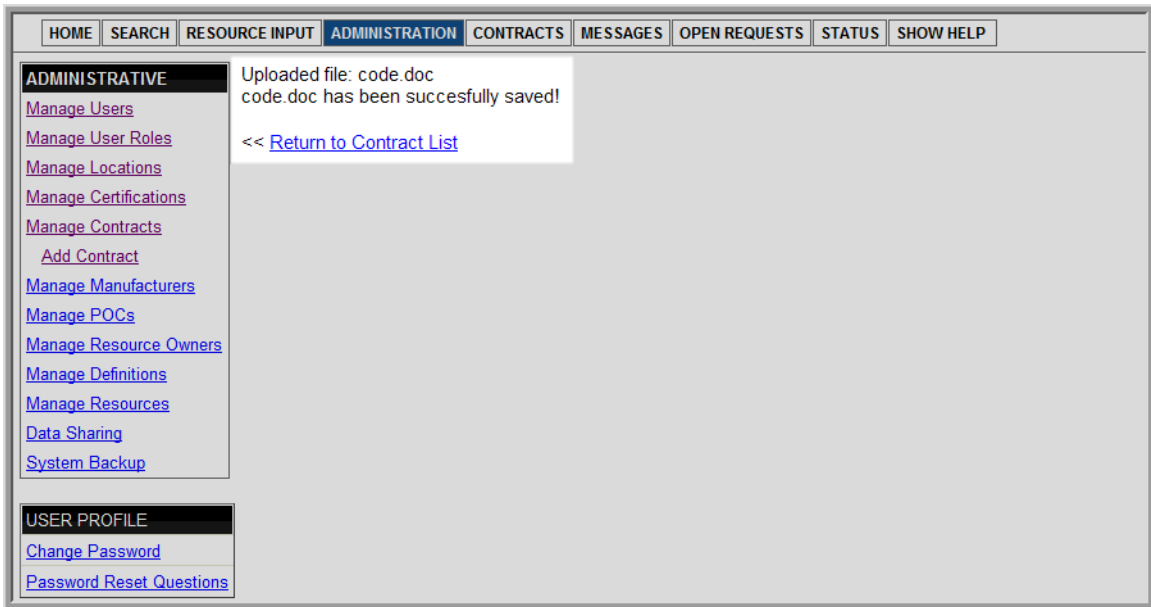 HOME SEARCH RESOURCE INPUT ADMINISTRATION CONTRACTS MESSAGES OPEN REQUESTS STATUS SHOW HELP
ADMINISTRATIVE
Manage Users
Manage User Roles
Manage Locations
Manage Certifications
Manage Contracts
Add Contract
Manage Manufacturers
Manage POCs
Manage Resource Owners
Manage Definitions
Manage Resources
Data Sharing
System Backup
USER PROFILE
Change Password
Password Reset Questions
Uploaded file: code.doc
code.doc has been succesfully saved!
<< Return to Contract List